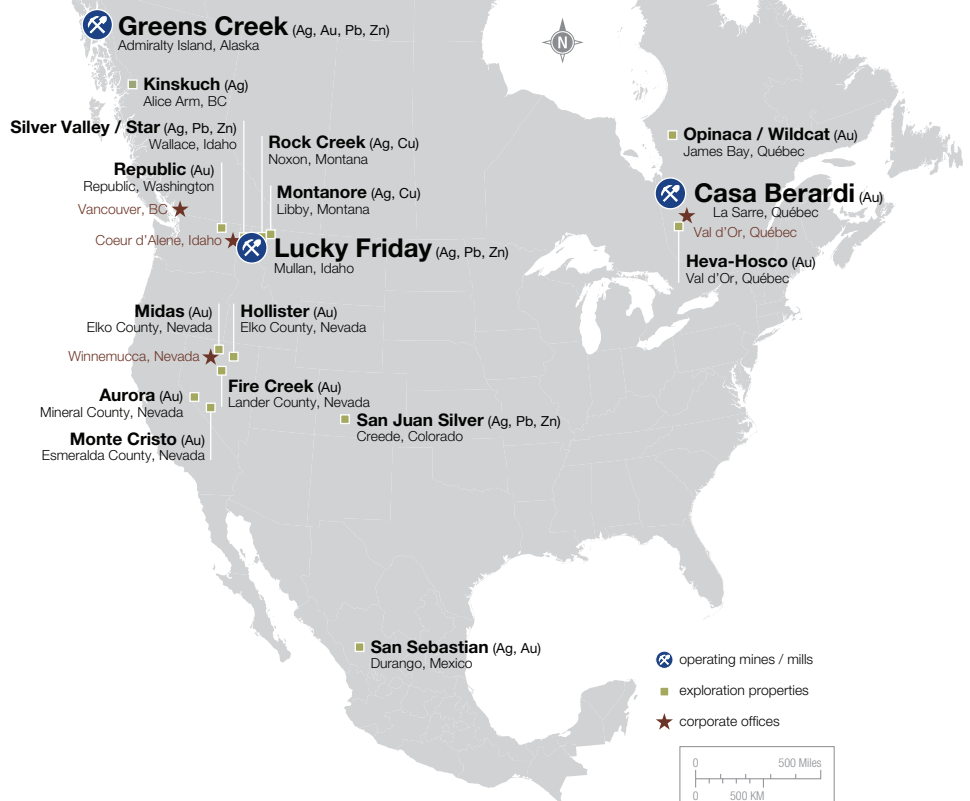 Greens Creek (Ag, Au, Pb, Zn)
Admiralty Island, Alaska
N
Kinskuch (Ag)
Alice Arm, BC
Silver Valley / Star (Ag, Pb, Zn)
Wallace, Idaho
Rock Creek (Ag, Cu)
Noxon, Montana
Republic (Au)
Republic, Washington
Montanore (Ag, Cu)
Libby, Montana
Vancouver, BC
Coeur d'Alene, Idaho
Lucky Friday (Ag, Pb, Zn)
Mullan, Idaho
Opinaca / Wildcat (Au)
James Bay, Québec
Casa Berardi (Au)
La Sarre, Québec
Val d'Or, Québec
Heva-Hosco (Au)
Val d'Or, Québec
Midas (Au)
Elko County, Nevada
Hollister (Au)
Elko County, Nevada
Winnemucca, Nevada
Fire Creek (Au)
Lander County, Nevada
Aurora (Au)
Mineral County, Nevada
Monte Cristo (Au)
Esmeralda County, Nevada
San Juan Silver (Ag, Pb, Zn)
Creede, Colorado
San Sebastian (Ag, Au)
Durango, Mexico
operating mines / mills
exploration properties
corporate offices
0 500 Miles
0 500 KM